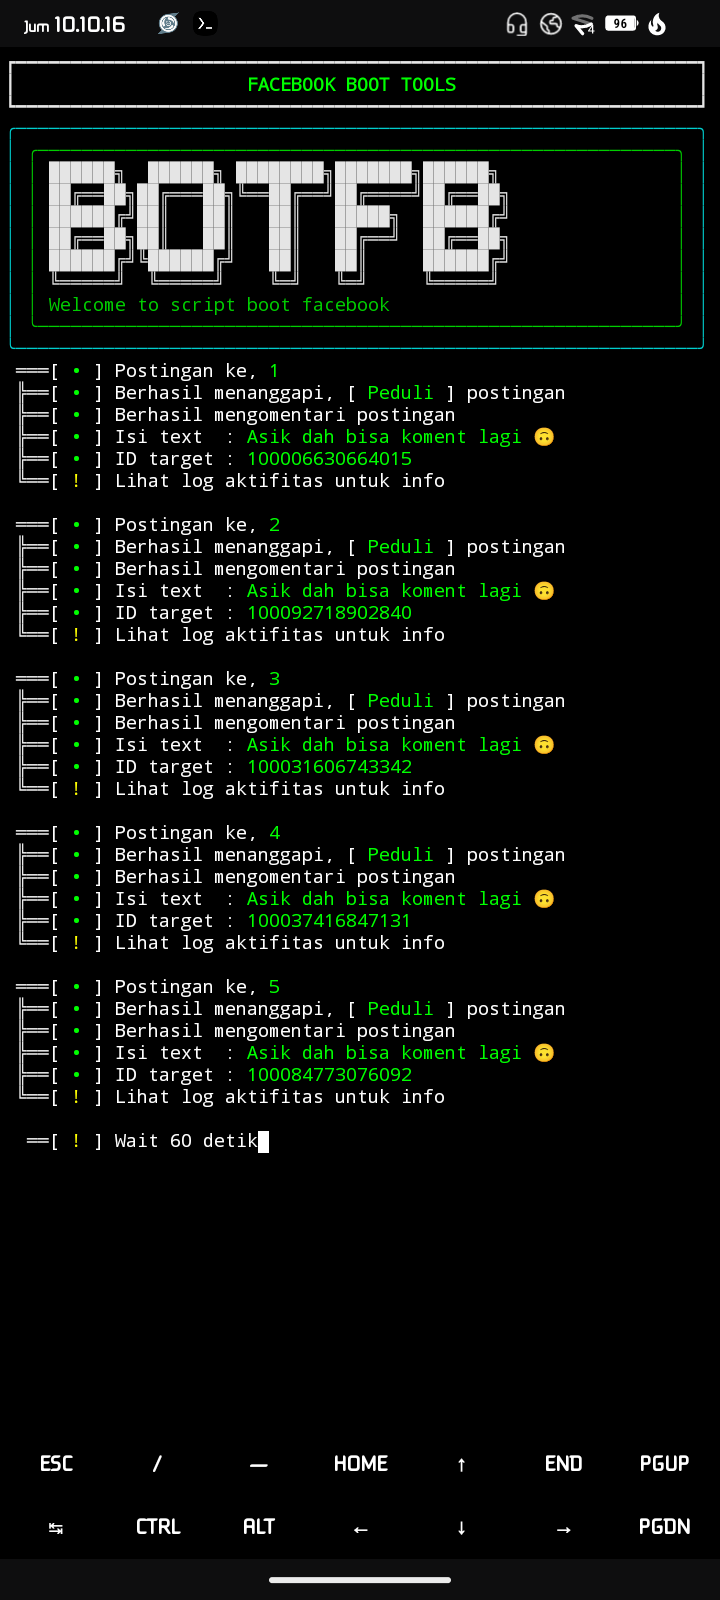 Jum 10.10.16 4 96
FACEBOOK BOOT TOOLS
BOTFB
Welcome to script boot facebook
═══[ • ] Postingan ke, 1
╠══[ • ] Berhasil menanggapi, [ Peduli ] postingan
╠══[ • ] Berhasil mengomentari postingan
╠══[ • ] Isi text  : Asik dah bisa koment lagi 🙃
╠══[ • ] ID target : 100006630664015
╚══[ ! ] Lihat log aktifitas untuk info
═══[ • ] Postingan ke, 2
╠══[ • ] Berhasil menanggapi, [ Peduli ] postingan
╠══[ • ] Berhasil mengomentari postingan
╠══[ • ] Isi text  : Asik dah bisa koment lagi 🙃
╠══[ • ] ID target : 100092718902840
╚══[ ! ] Lihat log aktifitas untuk info
═══[ • ] Postingan ke, 3
╠══[ • ] Berhasil menanggapi, [ Peduli ] postingan
╠══[ • ] Berhasil mengomentari postingan
╠══[ • ] Isi text  : Asik dah bisa koment lagi 🙃
╠══[ • ] ID target : 100031606743342
╚══[ ! ] Lihat log aktifitas untuk info
═══[ • ] Postingan ke, 4
╠══[ • ] Berhasil menanggapi, [ Peduli ] postingan
╠══[ • ] Berhasil mengomentari postingan
╠══[ • ] Isi text  : Asik dah bisa koment lagi 🙃
╠══[ • ] ID target : 100037416847131
╚══[ ! ] Lihat log aktifitas untuk info
═══[ • ] Postingan ke, 5
╠══[ • ] Berhasil menanggapi, [ Peduli ] postingan
╠══[ • ] Berhasil mengomentari postingan
╠══[ • ] Isi text  : Asik dah bisa koment lagi 🙃
╠══[ • ] ID target : 100084773076092
╚══[ ! ] Lihat log aktifitas untuk info
══[ ! ] Wait 60 detik
ESC / — HOME ↑ END PGUP
↹ CTRL ALT ← ↓ → PGDN